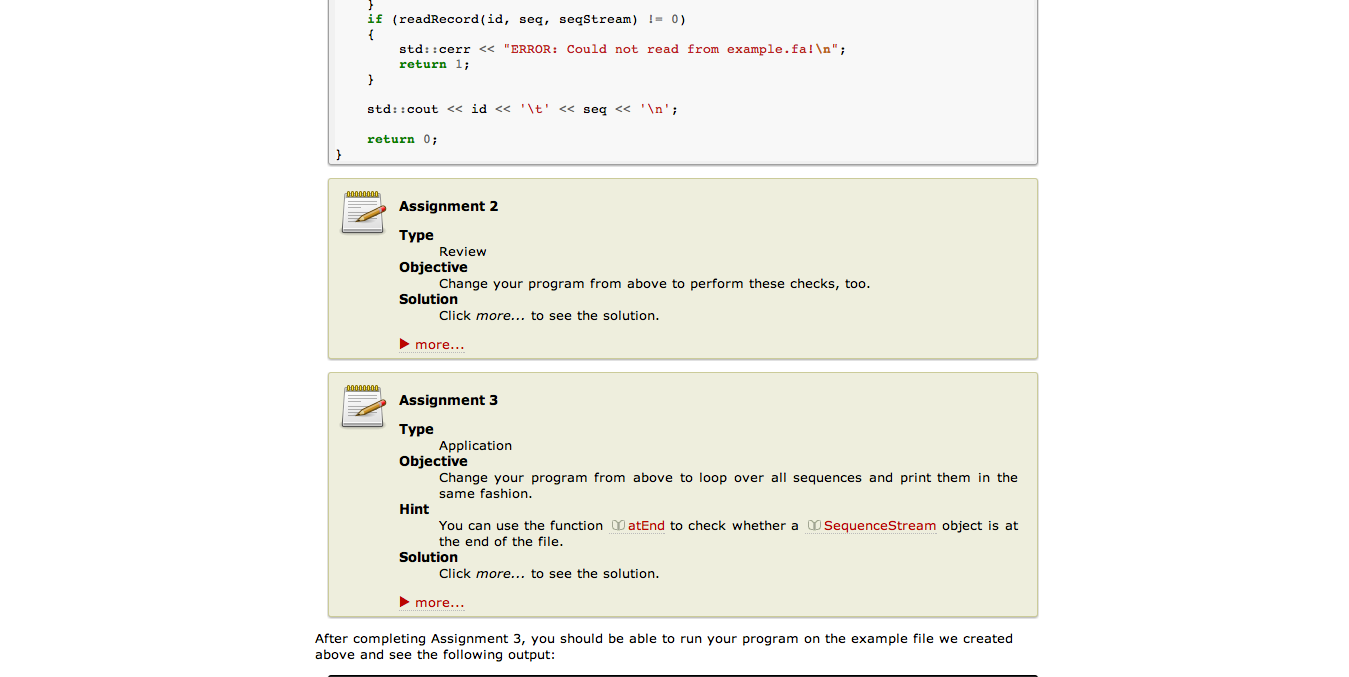 }
if (readRecord(id, seq, seqStream) != 0)
{
std::cerr << "ERROR: Could not read from example.fa!\n";
return 1;
}
std::cout << id << '\t' << seq << '\n';
return 0;
}
Assignment 2
Type
Review
Objective
Change your program from above to perform these checks, too.
Solution
Click more... to see the solution.
more...
Assignment 3
Type
Application
Objective
Change your program from above to loop over all sequences and print them in the
same fashion.
Hint
You can use the function atEnd to check whether a SequenceStream object is at
the end of the file.
Solution
Click more... to see the solution.
more...
After completing Assignment 3, you should be able to run your program on the example file we created
above and see the following output: